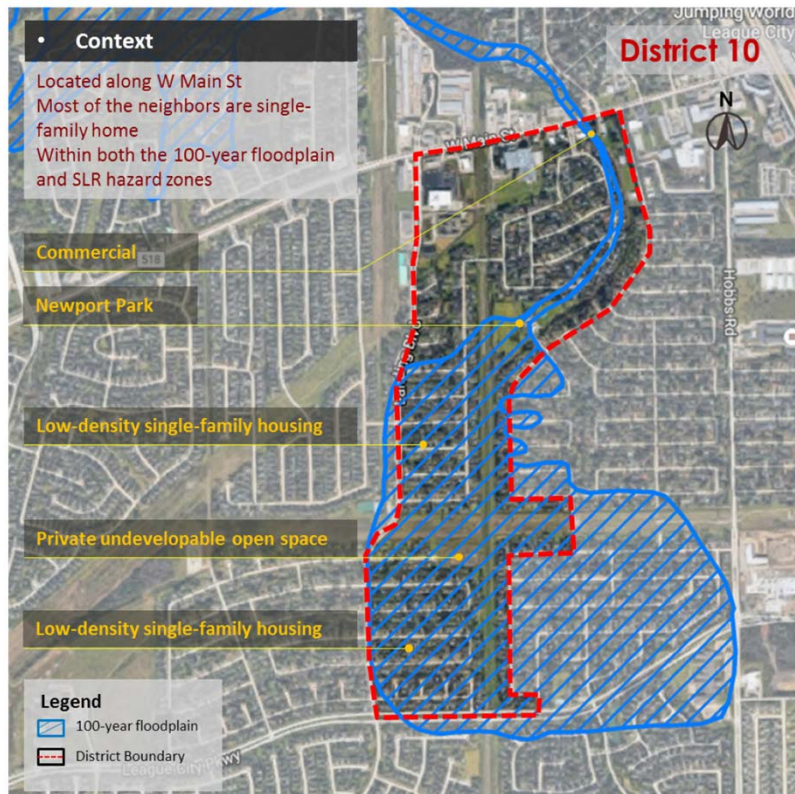 Jumping World
League City
• Context
District 10
Located along W Main St
Most of the neighbors are single-
family home
Within both the 100-year floodplain
and SLR hazard zones
N
W Main St
Commercial
518
Newport Park
Hobbs Rd
Low-density single-family housing
Private undevelopable open space
Low-density single-family housing
Legend
100-year floodplain
District Boundary
League City Pkwy